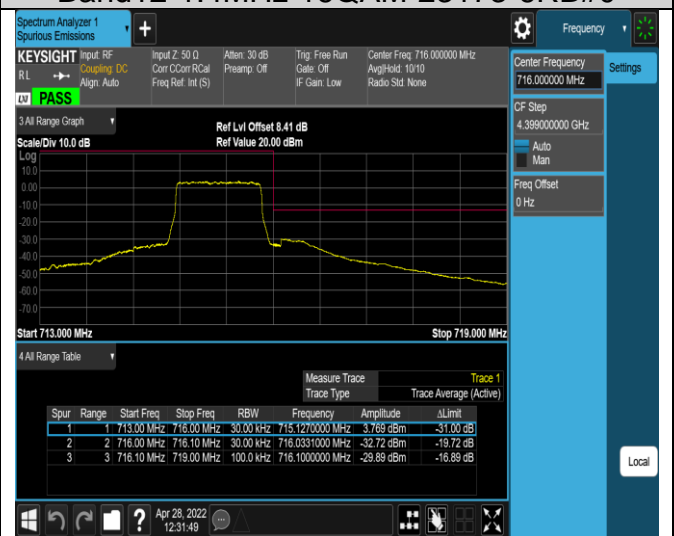 Band12-1.4MHz-16QAM-23173-6RB#0
Spectrum Analyzer 1
Spurious Emissions
+
Frequency
KEYSIGHT Input: RF Input Z: 50 Ω Atten: 30 dB Trig: Free Run Center Freq: 716.000000 MHz
R L Coupling: DC Corr CCorr RCal Preamp: Off Gate: Off Avg|Hold: 10/10
Align: Auto Freq Ref: Int (S) IF Gain: Low Radio Std: None
LXI PASS
Center Frequency
716.000000 MHz
Settings
CF Step
4.399000000 GHz
Auto
Man
Freq Offset
0 Hz
3 All Range Graph
Ref Lvl Offset 8.41 dB
Scale/Div 10.0 dB Ref Value 20.00 dBm
Log
10.0
0.00
-10.0
-20.0
-30.0
-40.0
-50.0
-60.0
-70.0
Start 713.000 MHz Stop 719.000 MHz
4 All Range Table
Measure Trace Trace 1
Trace Type Trace Average (Active)
Spur Range Start Freq Stop Freq RBW Frequency Amplitude ΔLimit
1 1 713.00 MHz 716.00 MHz 30.00 kHz 715.1270000 MHz 3.769 dBm -31.00 dB
2 2 716.00 MHz 716.10 MHz 30.00 kHz 716.0331000 MHz -32.72 dBm -19.72 dB
3 3 716.10 MHz 719.00 MHz 100.0 kHz 716.1000000 MHz -29.89 dBm -16.89 dB
Local
? Apr 28, 2022
12:31:49